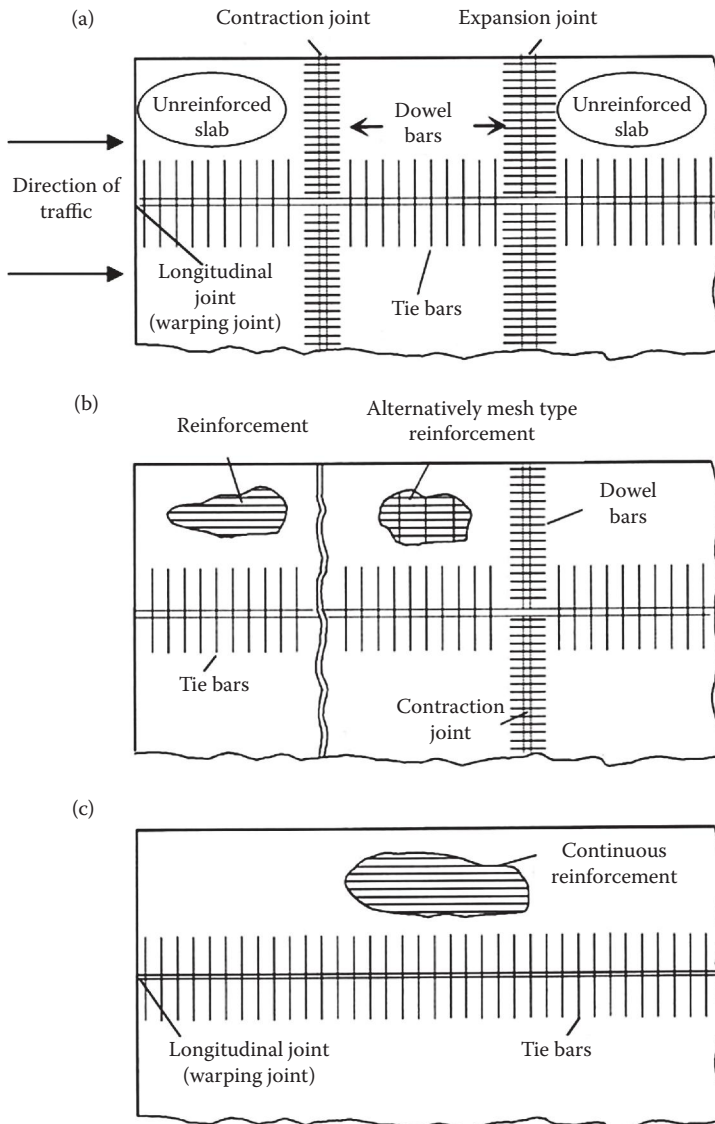 (a)
Contraction joint
Expansion joint
Unreinforced
slab
Dowel
bars
Unreinforced
slab
Direction of
traffic
Longitudinal
joint
(warping joint)
Tie bars
(b)
Reinforcement
Alternatively mesh type
reinforcement
Dowel
bars
Tie bars
Contraction
joint
(c)
Continuous
reinforcement
Longitudinal joint
(warping joint)
Tie bars